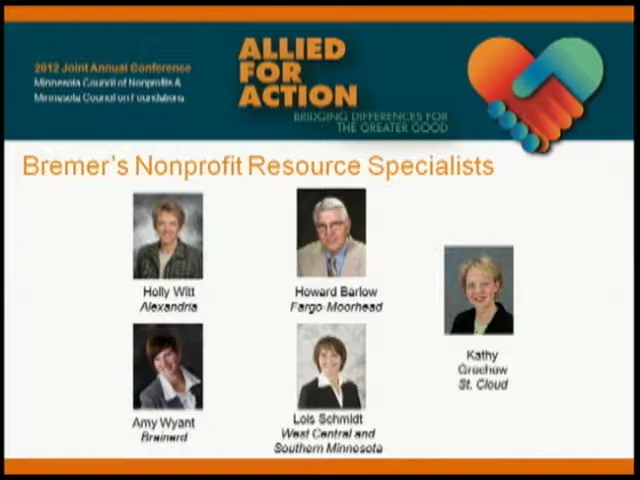 2012 Joint Annual Conference
Minnesota Council of Nonprofits &
Minnesota Council on Foundations
ALLIED
FOR
ACTION
BRIDGING DIFFERENCES FOR
THE GREATER GOOD
Bremer's Nonprofit Resource Specialists
Holly Witt
Alexandria
Howard Barlow
Fargo-Moorhead
Kathy
Grochow
St. Cloud
Amy Wyant
Brainerd
Lois Schmidt
West Central and
Southern Minnesota